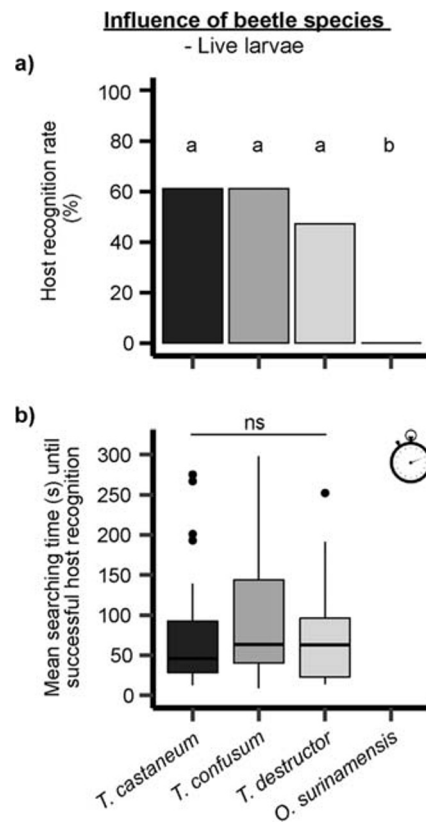 Influence of beetle species
- Live larvae
a)
Host recognition rate
(%)
100
80
60
40
20
0
a a a b
b)
Mean searching time (s) until
successful host recognition
300
250
200
150
100
50
0
ns
T. castaneum
T. confusum
T. destructor
O. surinamensis